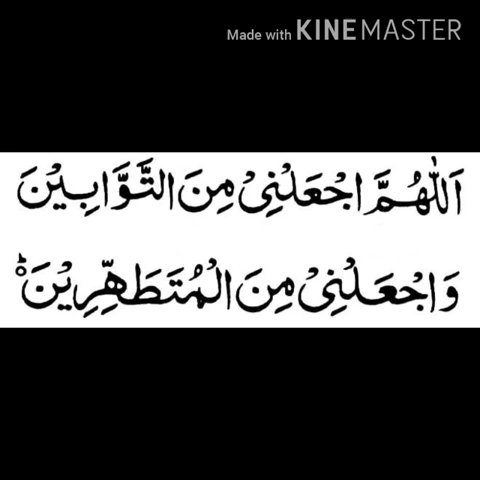 Made with KINEMASTER
اَللّٰهُمَّ اجْعَلْنِیْ مِنَ التَّوَّابِیْنَ
وَاجْعَلْنِیْ مِنَ الْمُتَطَهِّرِیْنَ ؕ